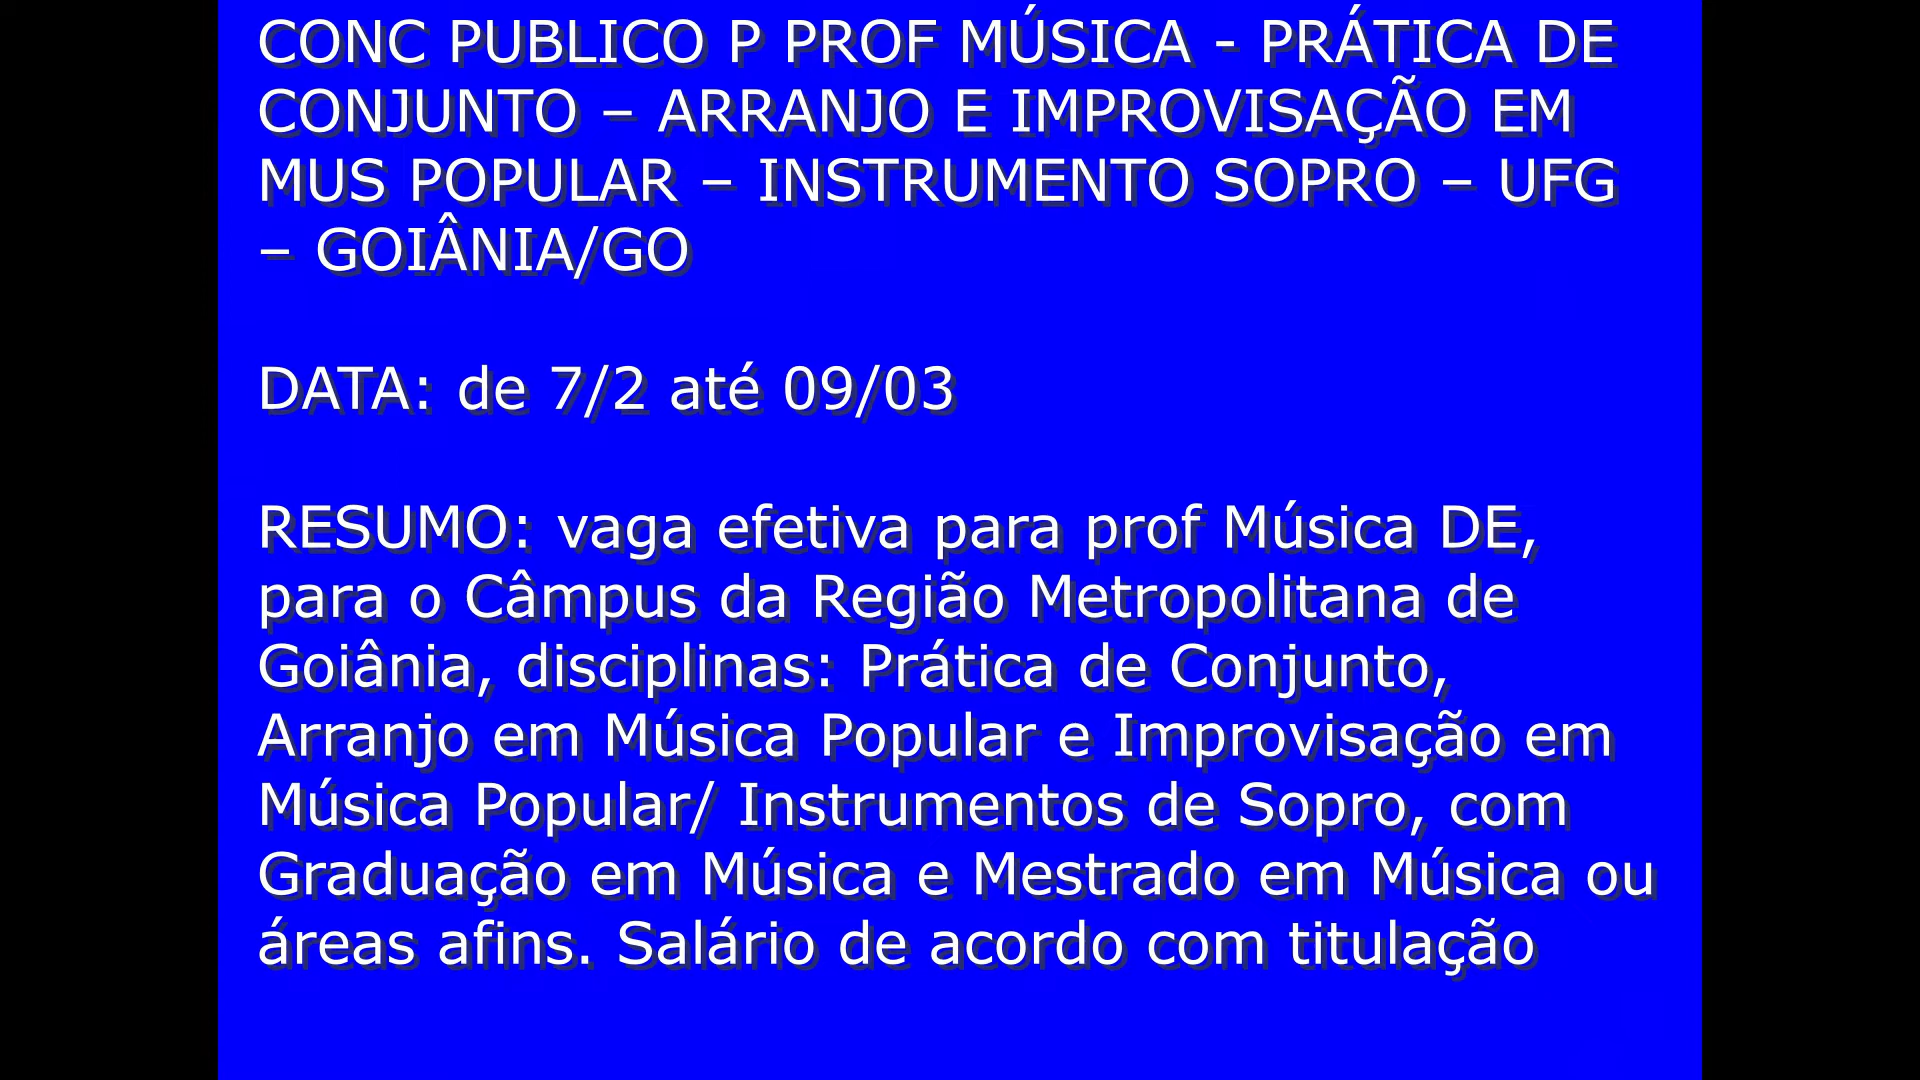 CONC PUBLICO P PROF MÚSICA - PRÁTICA DE
CONJUNTO – ARRANJO E IMPROVISAÇÃO EM
MUS POPULAR – INSTRUMENTO SOPRO – UFG
– GOIÂNIA/GO
DATA: de 7/2 até 09/03
RESUMO: vaga efetiva para prof Música DE,
para o Câmpus da Região Metropolitana de
Goiânia, disciplinas: Prática de Conjunto,
Arranjo em Música Popular e Improvisação em
Música Popular/ Instrumentos de Sopro, com
Graduação em Música e Mestrado em Música ou
áreas afins. Salário de acordo com titulação